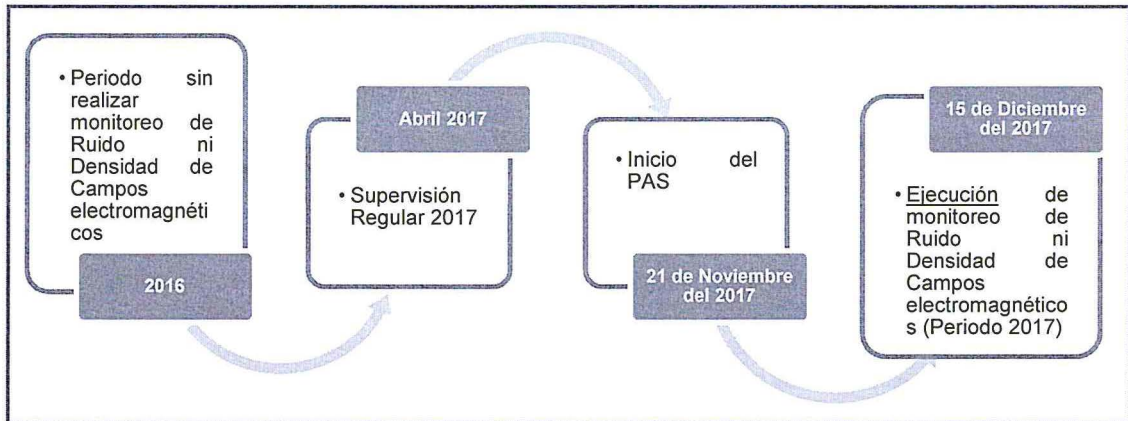 • Periodo sin
realizar
monitoreo de
Ruido ni
Densidad de
Campos
electromagnéti
cos
2016
Abril 2017
• Supervisión
Regular 2017
• Inicio del
PAS
21 de Noviembre
del 2017
15 de Diciembre
del 2017
• Ejecución de
monitoreo de
Ruido ni
Densidad de
Campos
electromagnético
s (Periodo 2017)